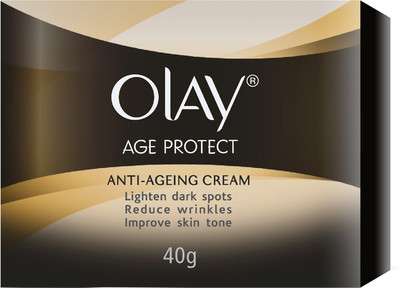 OLAY®
AGE PROTECT
ANTI-AGEING CREAM
Lighten dark spots
Reduce wrinkles
Improve skin tone
40g